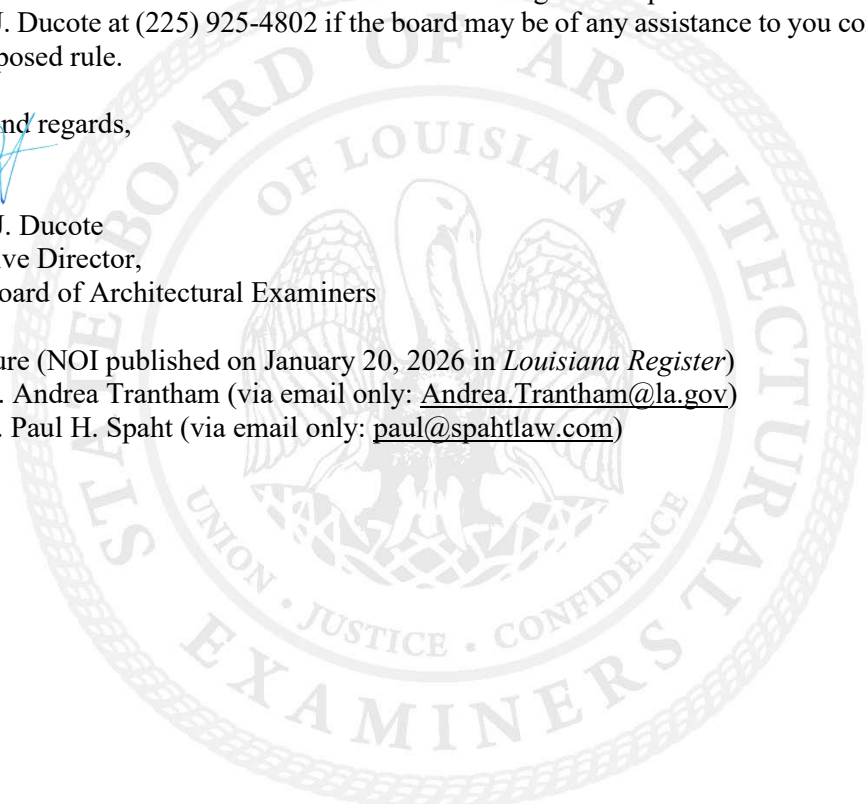 J. Ducote at (225) 925-4802 if the board may be of any assistance to you co
posed rule.
nd regards,
J. Ducote
ve Director,
oard of Architectural Examiners
ure (NOI published on January 20, 2026 in Louisiana Register)
. Andrea Trantham (via email only: Andrea.Trantham@la.gov)
. Paul H. Spaht (via email only: paul@spahtlaw.com)
STATE BOARD OF ARCHITECTURAL EXAMINERS
OF LOUISIANA
UNION · JUSTICE · CONFIDENCE